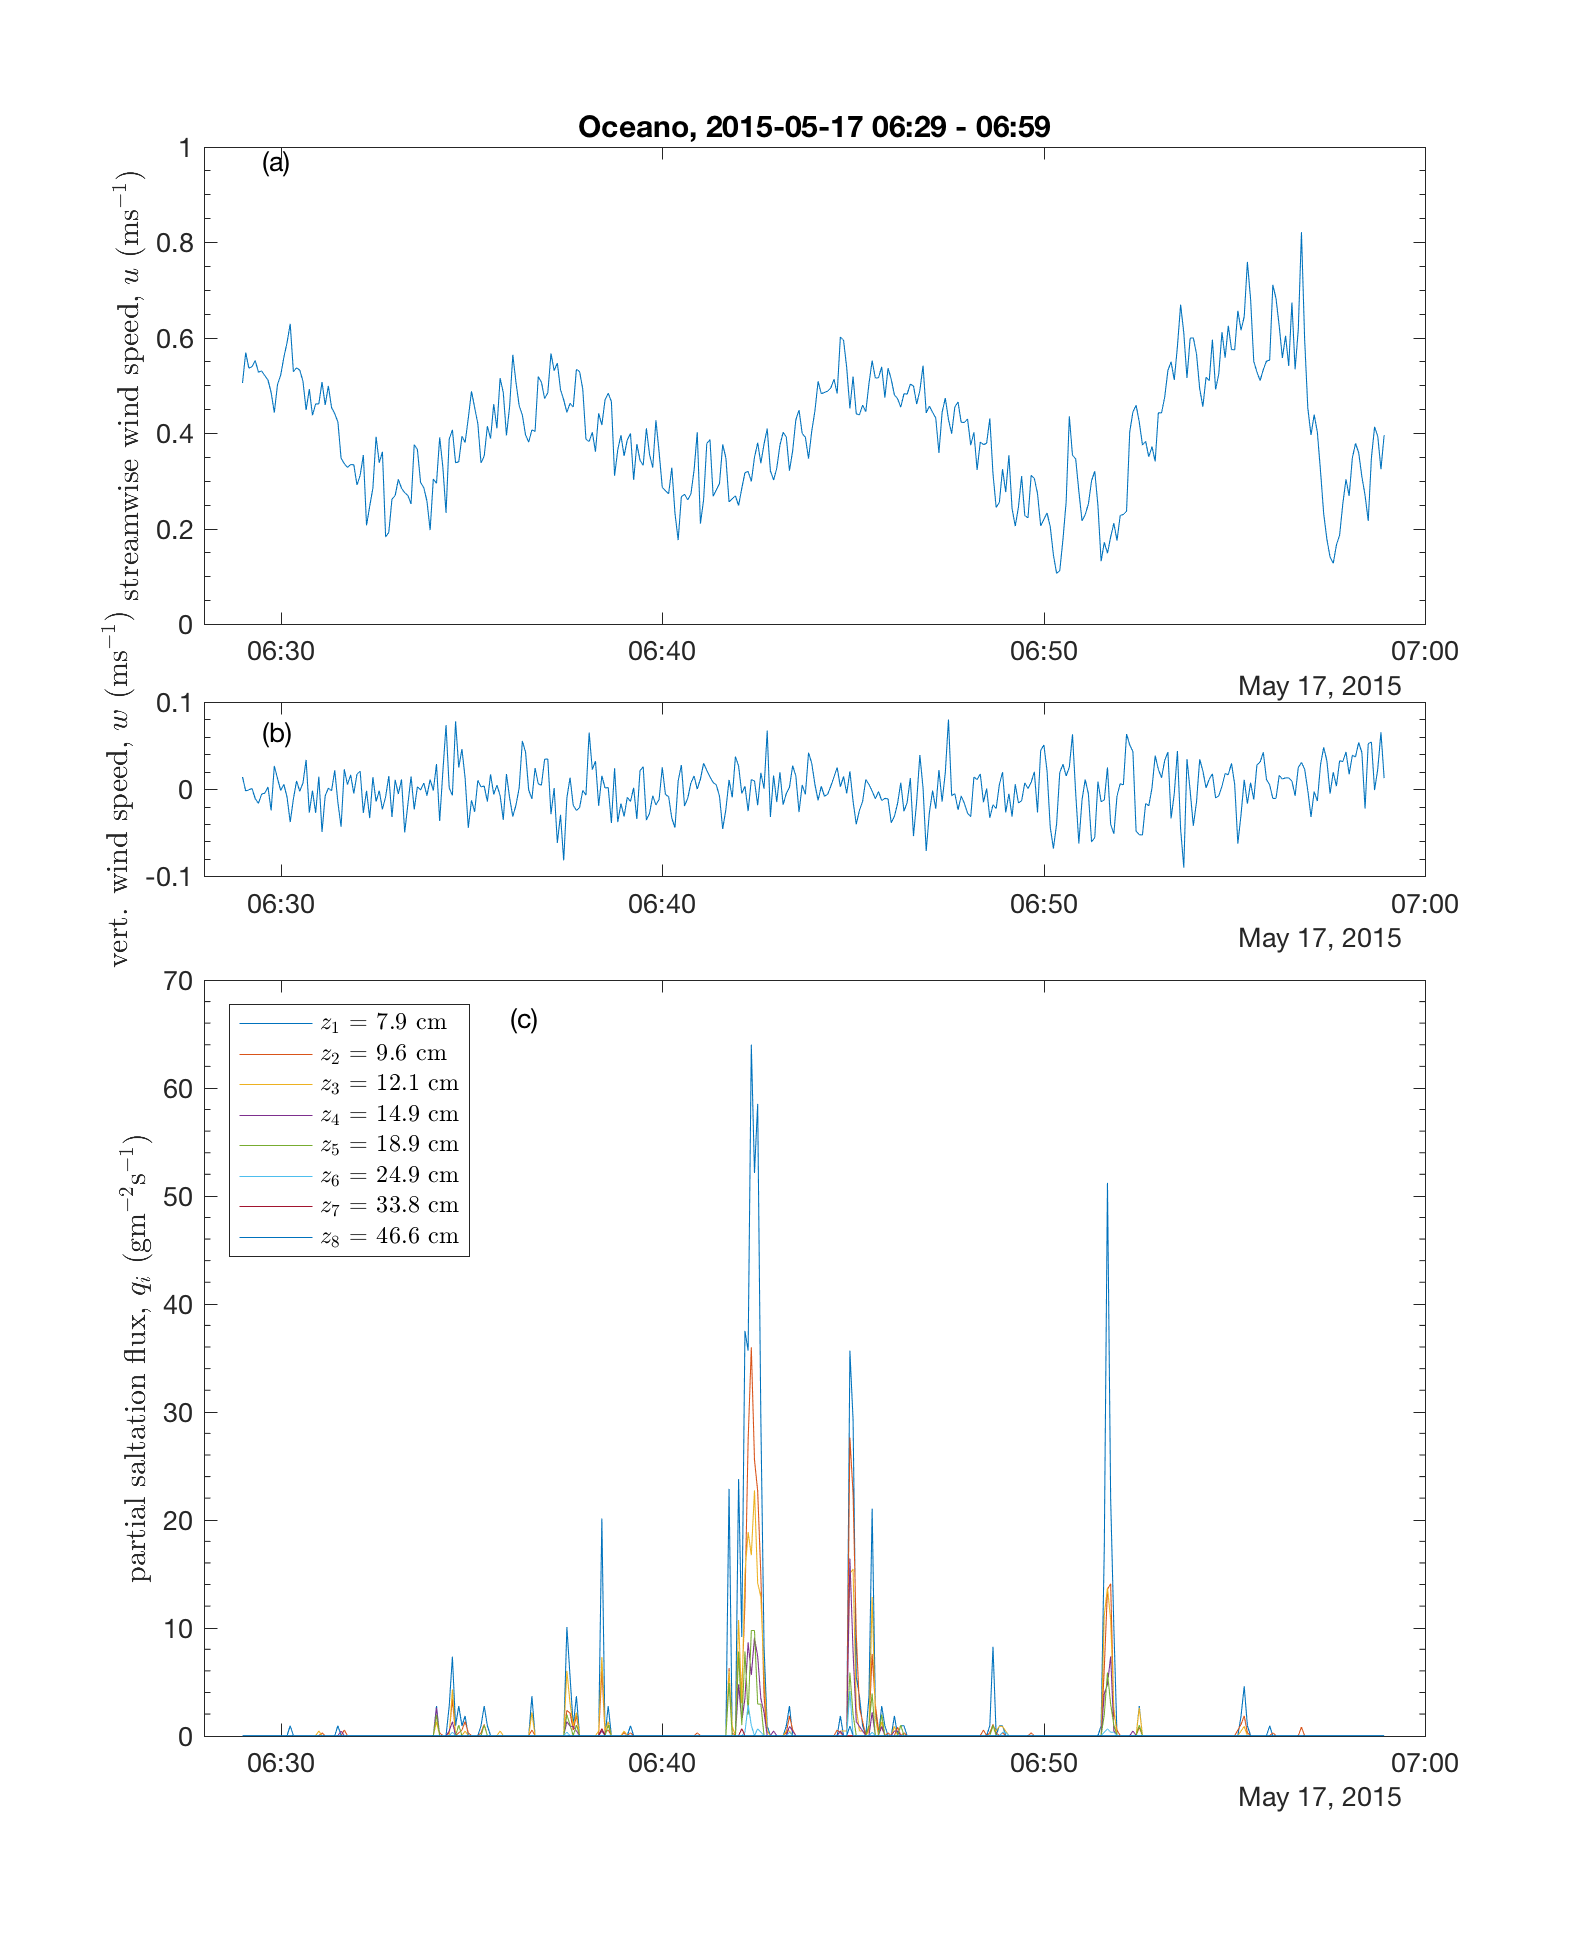 Oceano, 2015-05-17 06:29 - 06:59
(a)
streamwise wind speed, u (ms⁻¹)
1
0.8
0.6
0.4
0.2
0
06:30 06:40 06:50 07:00
May 17, 2015
(b)
vert. wind speed, w (ms⁻¹)
0.1
0
-0.1
06:30 06:40 06:50 07:00
May 17, 2015
(c)
partial saltation flux, qᵢ (gm⁻²s⁻¹)
70
60
50
40
30
20
10
0
z₁ = 7.9 cm
z₂ = 9.6 cm
z₃ = 12.1 cm
z₄ = 14.9 cm
z₅ = 18.9 cm
z₆ = 24.9 cm
z₇ = 33.8 cm
z₈ = 46.6 cm
06:30 06:40 06:50 07:00
May 17, 2015